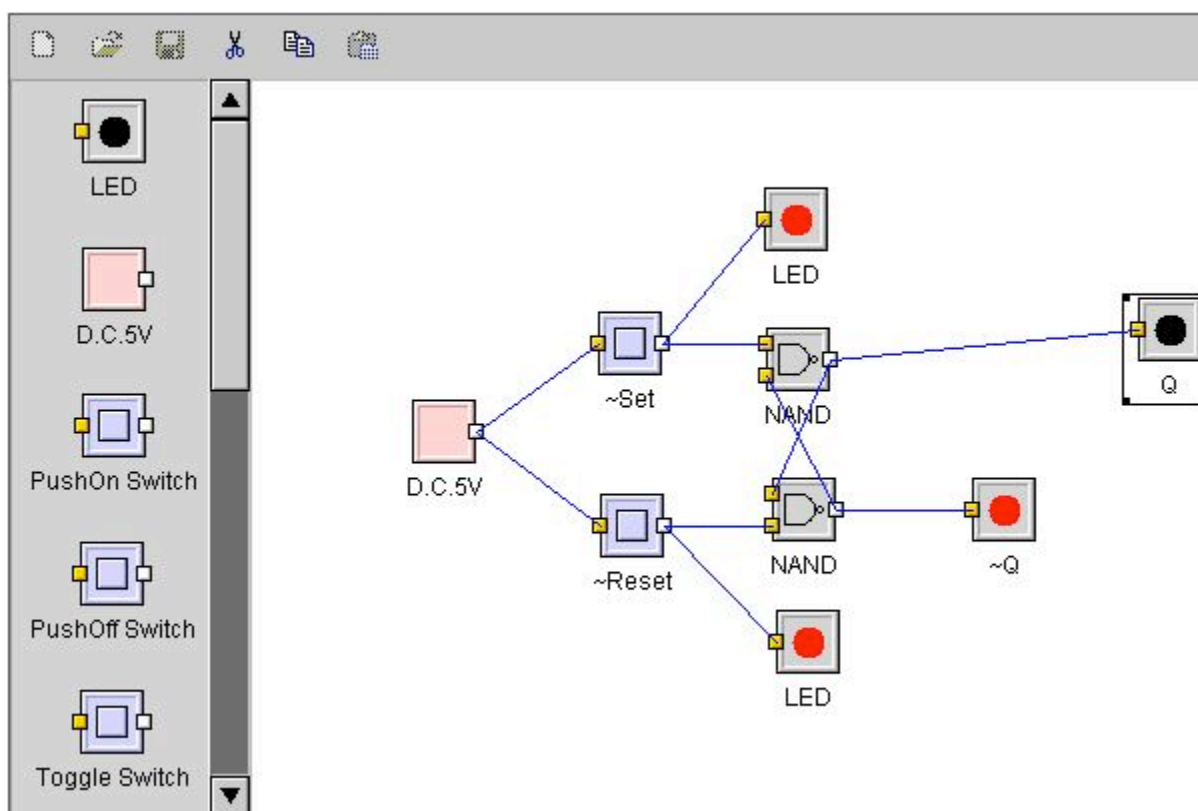 LED
D.C.5V
PushOn Switch
PushOff Switch
Toggle Switch
LED
~Set
NAND
Q
D.C.5V
~Reset
NAND
~Q
LED